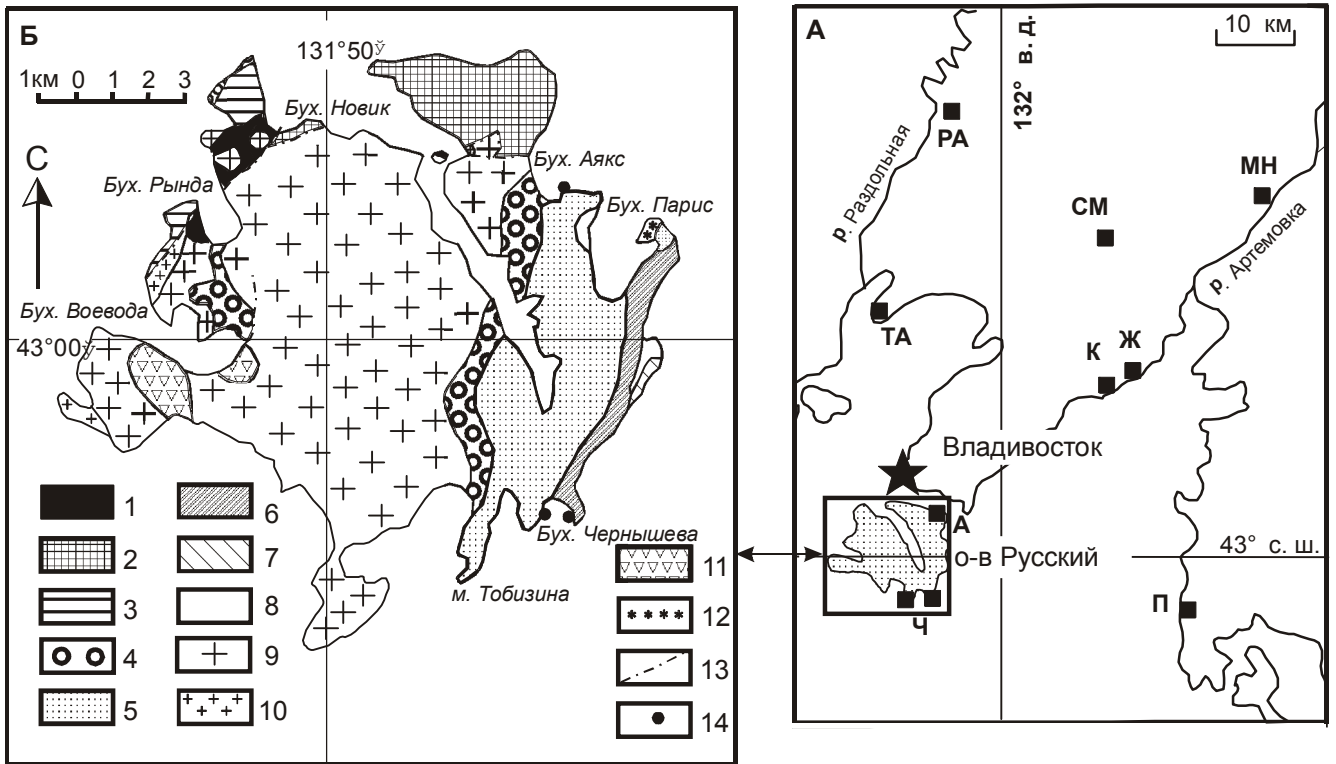 Б
131°50ў
1км 0 1 2 3
С
Бух. Новик
Бух. Аякс
Бух. Рында
Бух. Парис
Бух. Воевода
43°00ў
Бух. Чернышева
м. Тобизина
1
2
3
4
5
6
7
8
9
10
11
12
13
14
А
10 км
132° в. д.
РА
р. Раздольная
МН
СМ
р. Артемовка
ТА
К
Ж
Владивосток
А
о-в Русский
43° с. ш.
Ч
П